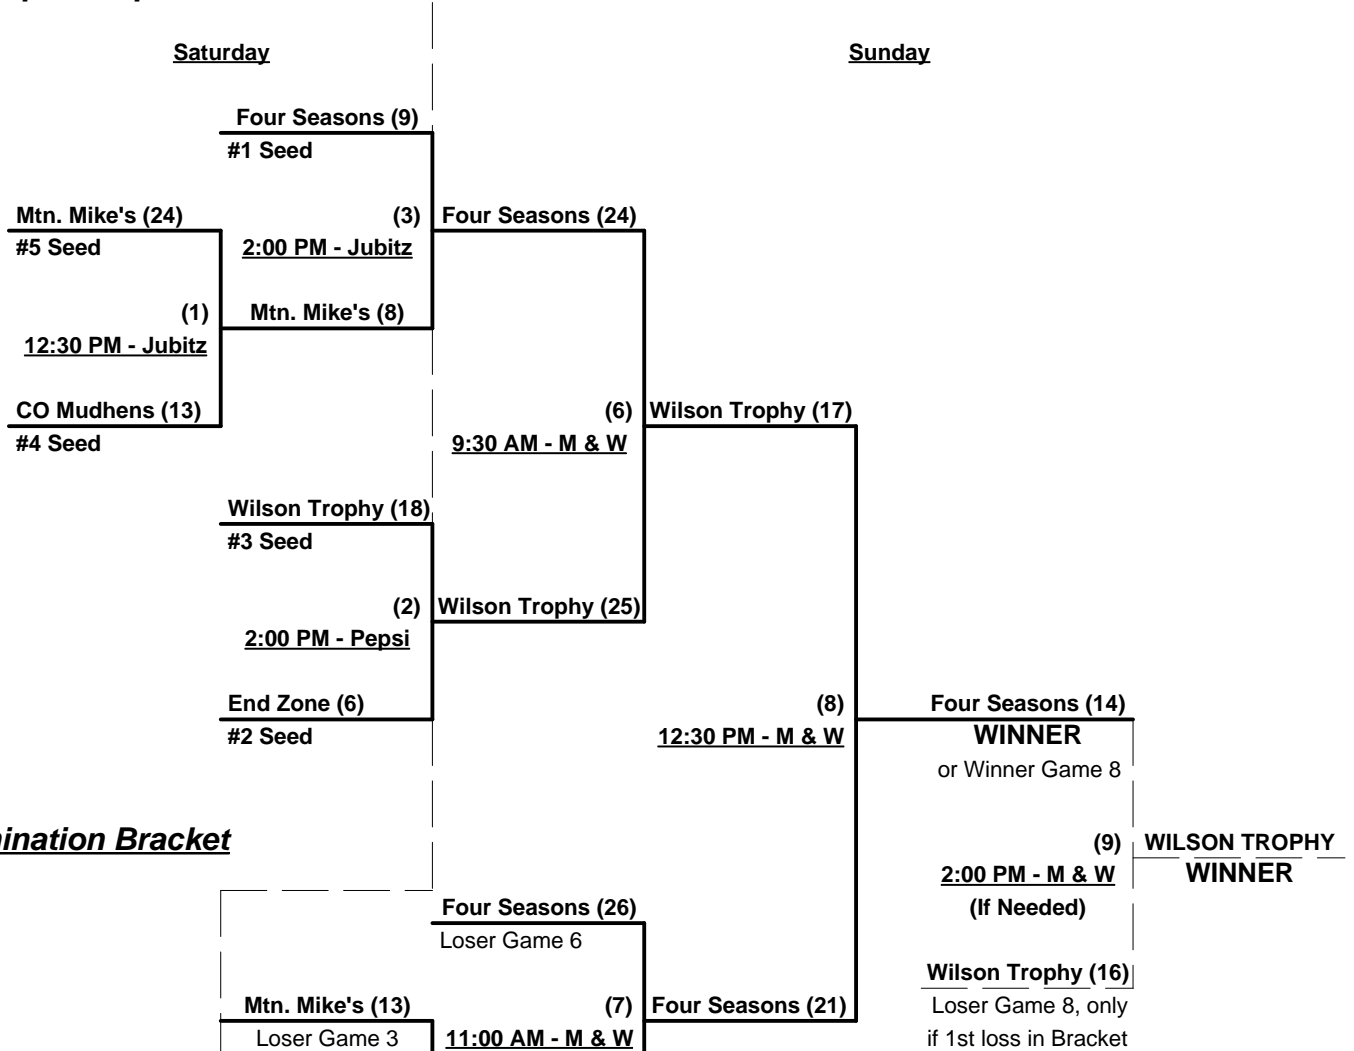 Saturday
Sunday
Four Seasons (9)
#1 Seed
Mtn. Mike's (24)
(3)
Four Seasons (24)
#5 Seed
2:00 PM - Jubitz
(1)
Mtn. Mike's (8)
12:30 PM - Jubitz
CO Mudhens (13)
(6)
Wilson Trophy (17)
#4 Seed
9:30 AM - M & W
Wilson Trophy (18)
#3 Seed
(2)
Wilson Trophy (25)
2:00 PM - Pepsi
End Zone (6)
(8)
Four Seasons (14)
#2 Seed
12:30 PM - M & W
WINNER
or Winner Game 8
ination Bracket
(9)
WILSON TROPHY
2:00 PM - M & W
WINNER
Four Seasons (26)
(If Needed)
Loser Game 6
Wilson Trophy (16)
Mtn. Mike's (13)
(7)
Four Seasons (21)
Loser Game 8, only
Loser Game 3
11:00 AM - M & W
if 1st loss in Bracket